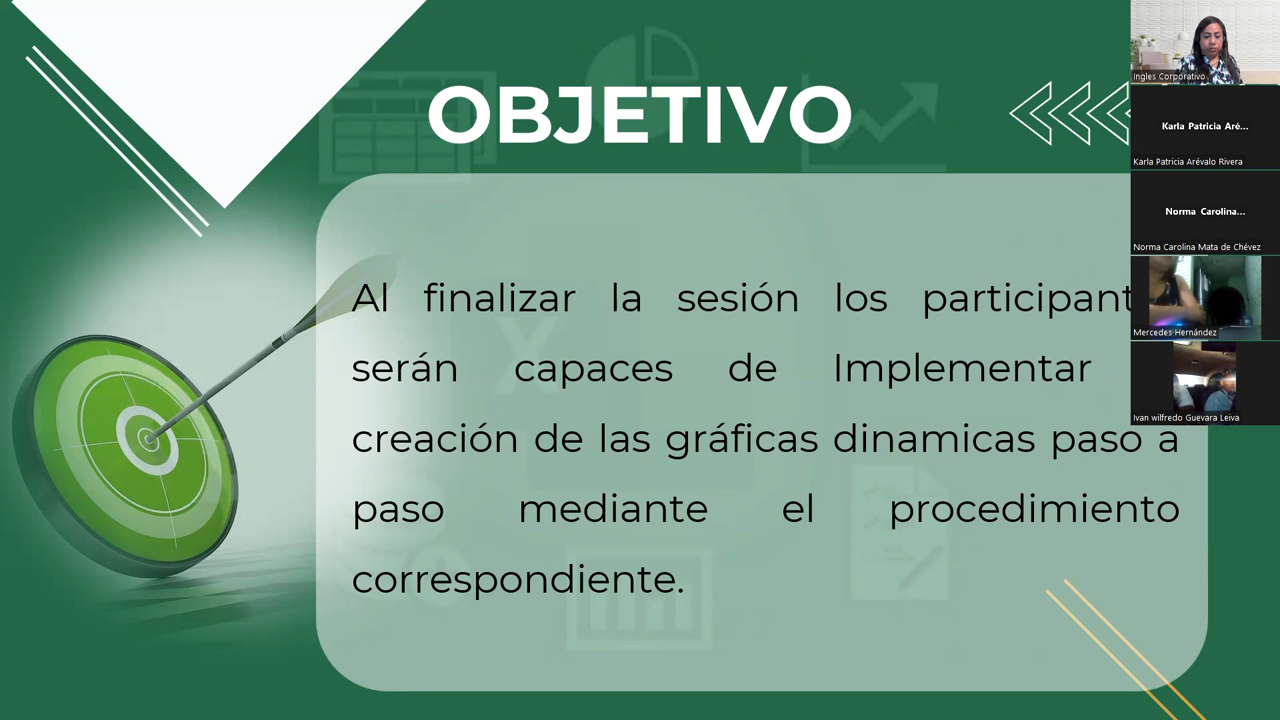 OBJETIVO
Al finalizar la sesión los participant
serán capaces de Implementar
creación de las gráficas dinamicas paso a
paso mediante el procedimiento
correspondiente.
Ingles Corporativo
Karla Patricia Aré...
Karla Patricia Arévalo Rivera
Norma Carolina...
Norma Carolina Mata de Chévez
Mercedes Hernández
Ivan wilfredo Guevara Leiva